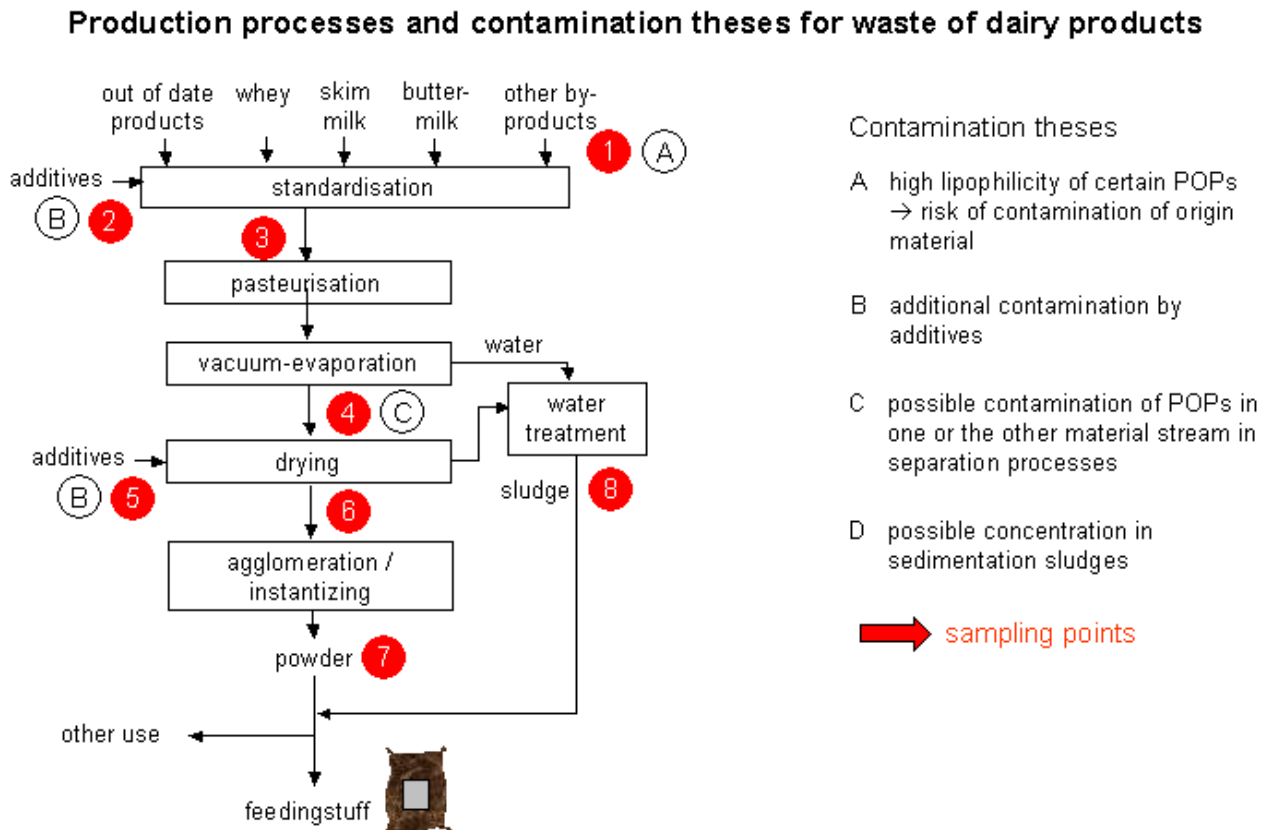 Production processes and contamination theses for waste of dairy products
out of date
products
whey
skim
milk
butter-
milk
other by-
products
1
A
additives
B
2
standardisation
3
pasteurisation
vacuum-evaporation
water
4
C
water
treatment
additives
B
5
drying
sludge
8
6
agglomeration /
instantizing
powder
7
other use
feedingstuff
Contamination theses
A high lipophilicity of certain POPs
→ risk of contamination of origin
material
B additional contamination by
additives
C possible contamination of POPs in
one or the other material stream in
separation processes
D possible concentration in
sedimentation sludges
sampling points